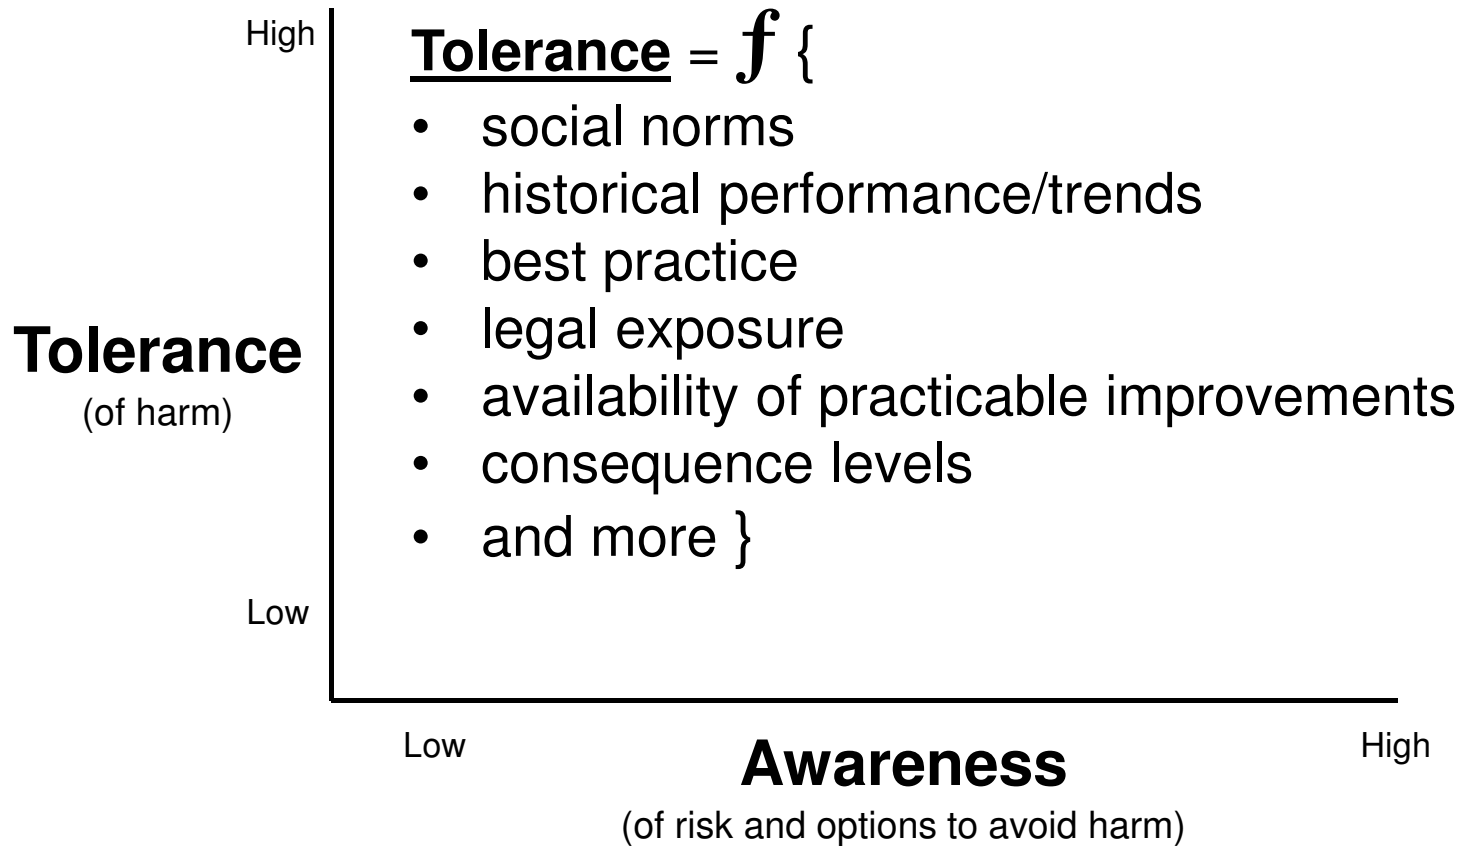 High
Tolerance = f {
• social norms
• historical performance/trends
• best practice
• legal exposure
• availability of practicable improvements
• consequence levels
• and more }
Tolerance
(of harm)
Low
Low
High
Awareness
(of risk and options to avoid harm)